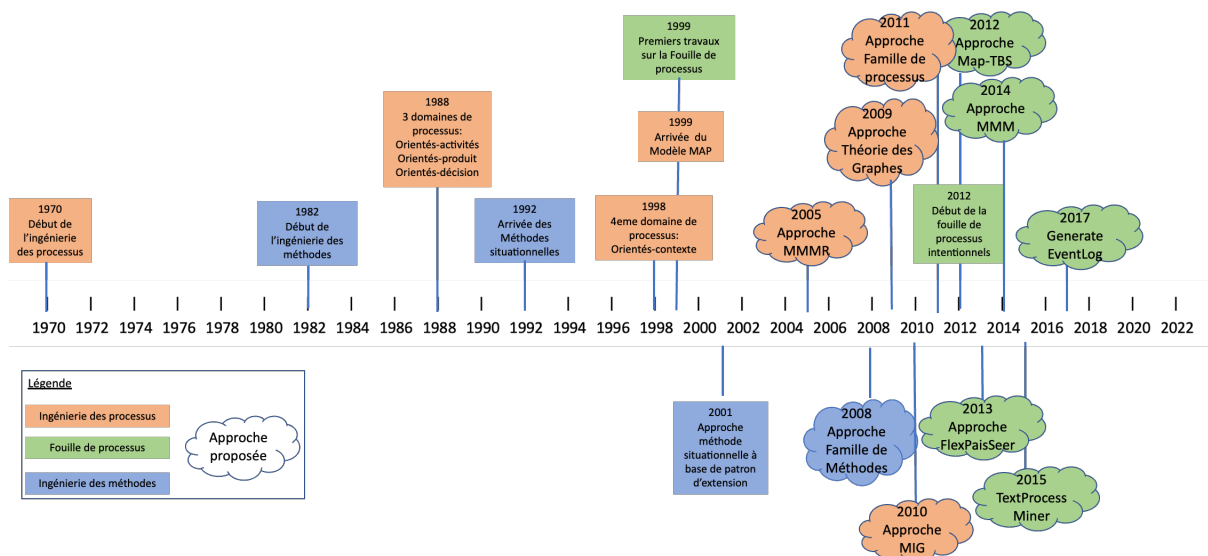 1999
Premiers travaux
sur la Fouille de
processus
2011
Approche
Famille de
processus
2012
Approche
Map-TBS
1988
3 domaines de
processus:
Orientés-activités
Orientés-produit
Orientés-décision
1999
Arrivée du
Modèle MAP
2009
Approche
Théorie des
Graphes
2014
Approche
MMM
1970
Début de
l'ingénierie
des processus
1982
Début de
l'ingénierie des
méthodes
1992
Arrivée des
Méthodes
situationnelles
1998
4eme domaine de
processus:
Orientés-contexte
2005
Approche
MMMR
2012
Début de la
fouille de
processus
intentionnels
2017
Generate
EventLog
1970 1972 1974 1976 1978 1980 1982 1984 1986 1988 1990 1992 1994 1996 1998 2000 2002 2004 2006 2008 2010 2012 2014 2016 2018 2020 2022
Légende
Ingénierie des processus
Fouille de processus
Ingénierie des méthodes
Approche
proposée
2001
Approche
méthode
situationnelle à
base de patron
d'extension
2008
Approche
Famille de
Méthodes
2013
Approche
FlexPaisSeer
2010
Approche
MIG
2015
TextProcess
Miner